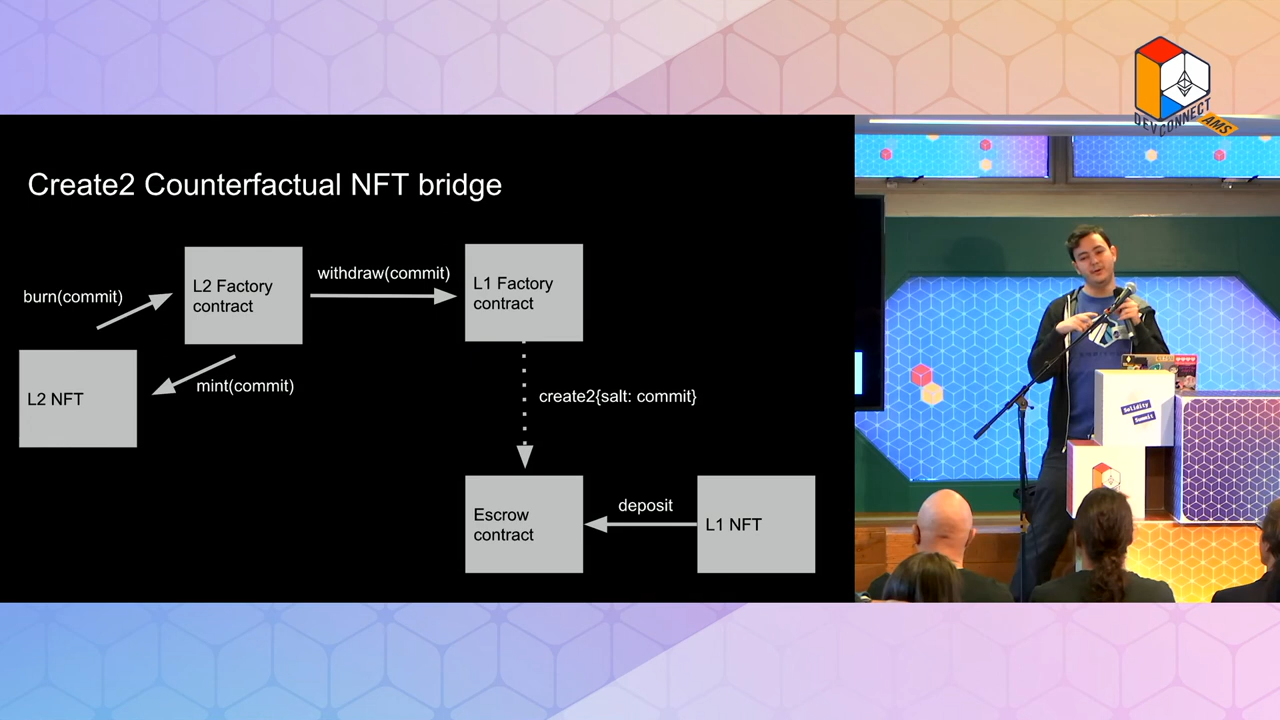 DEVCONNECT
AMS
Create2 Counterfactual NFT bridge
burn(commit)
L2 Factory
contract
withdraw(commit)
L1 Factory
contract
L2 NFT
mint(commit)
create2{salt: commit}
Escrow
contract
deposit
L1 NFT
Solidity
Summit